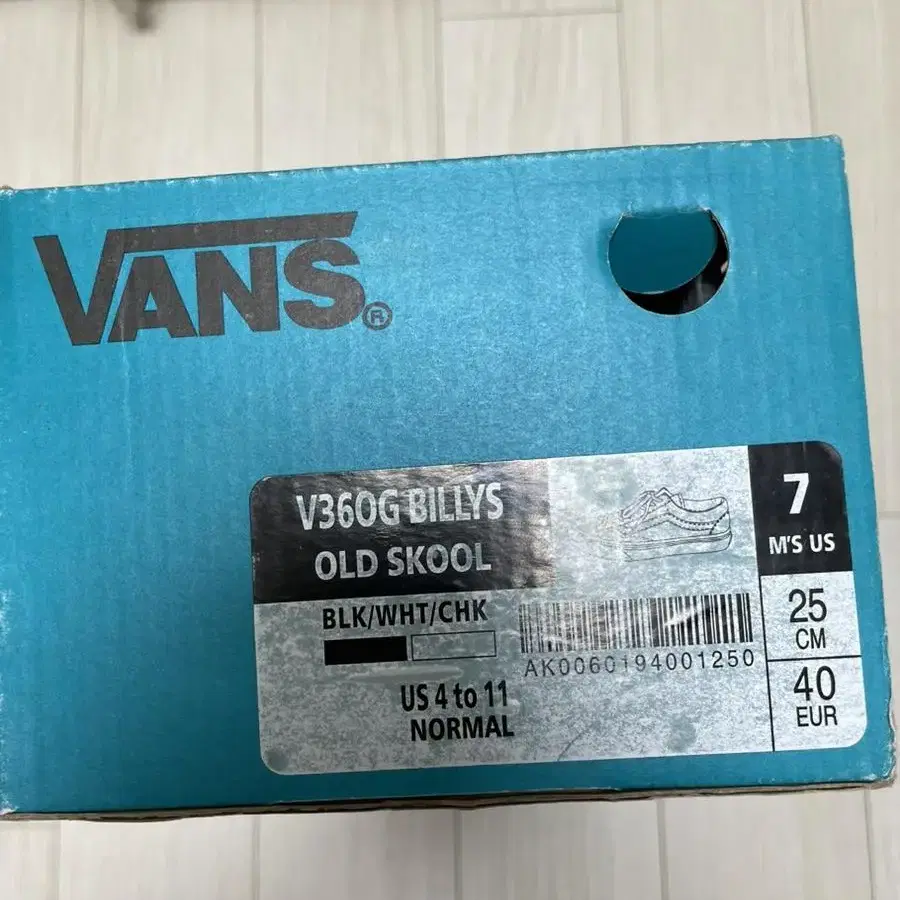 VANS®
V360G BILLYS
OLD SKOOL
BLK/WHT/CHK
US 4 to 11
NORMAL
AK0060194001250
7
M'S US
25
CM
40
EUR